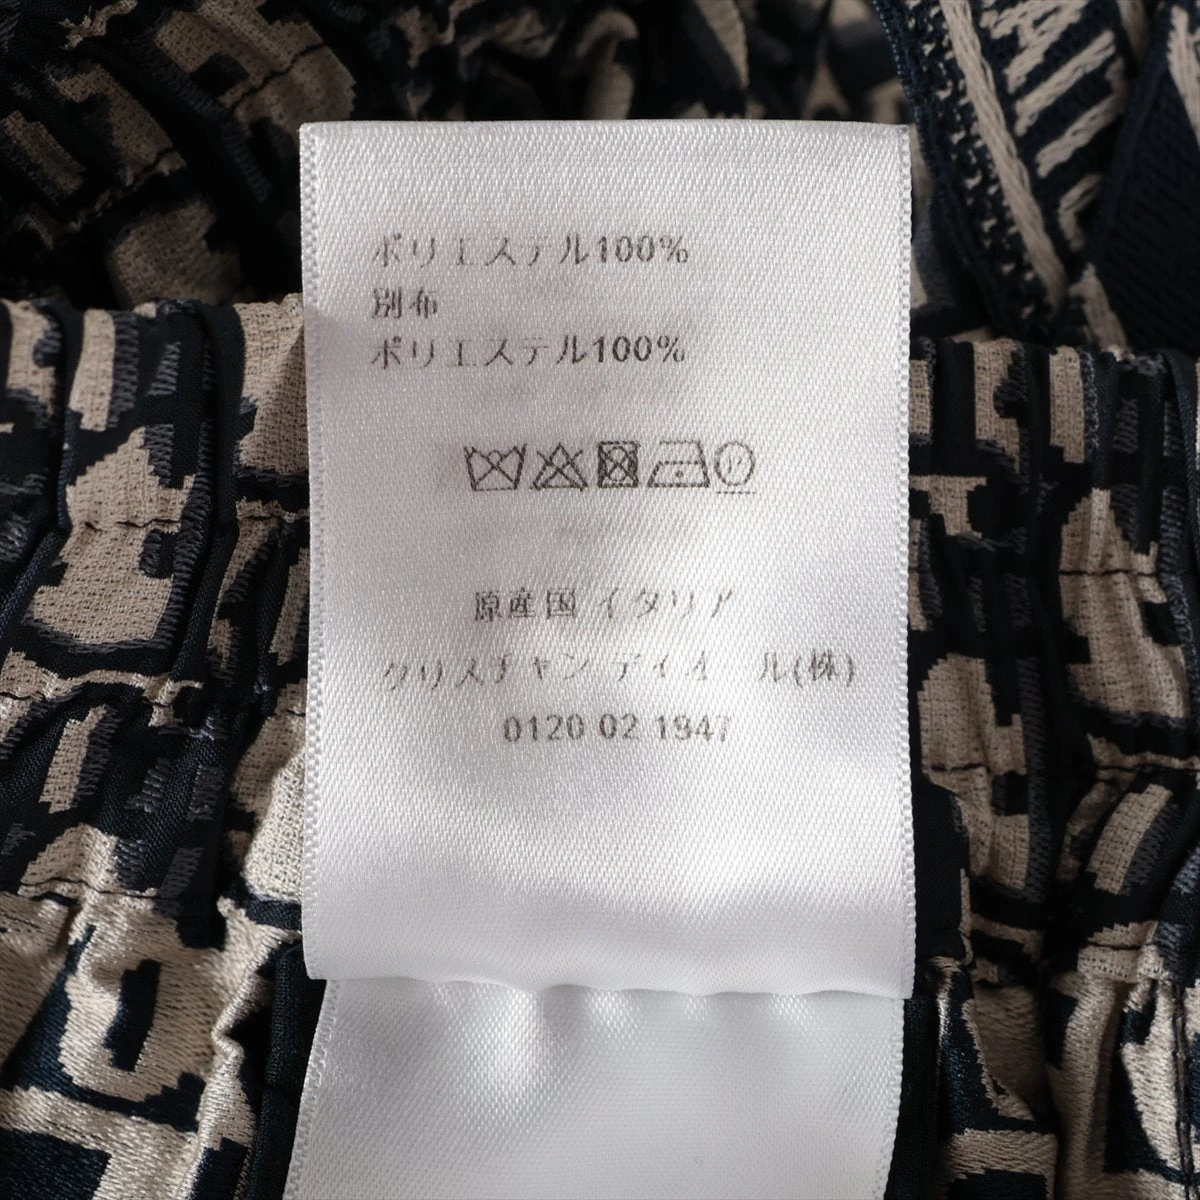 ポリエステル100%
別布
ポリエステル100%
原産国 イタリア
クリスチャン ディオール(株)
0120 02 1947